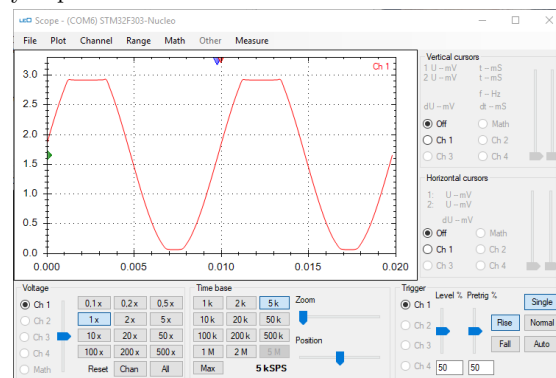 LEO Scope - (COM6) STM32F303-Nucleo
File Plot Channel Range Math Other Measure
Ch 1
3.0
2.5
2.0
1.5
1.0
0.5
0.0
0.000 0.005 0.010 0.015 0.020
Vertical cursors
1 U – mV t – mS
2 U – mV t – mS
f – Hz
dU – mV dt – mS
Off Math
Ch 1 Ch 2
Ch 3 Ch 4
Horizontal cursors
1: U – mV
2: U – mV
dU – mV
Off Math
Ch 1 Ch 2
Ch 3 Ch 4
Voltage
Ch 1 0,1 x 0,2 x 0,5 x
Ch 2 1 x 2 x 5 x
Ch 3 10 x 20 x 50 x
Ch 4 100 x 200 x 500 x
Math Reset Chan All
Time base
1 k 2 k 5 k Zoom
10 k 20 k 50 k
100 k 200 k 500 k Position
1 M 2 M 5 M
Max 5 kSPS
Trigger
Ch 1 Level % Pretrig % Single
Ch 2 Rise Normal
Ch 3 Fall Auto
Ch 4 50 50